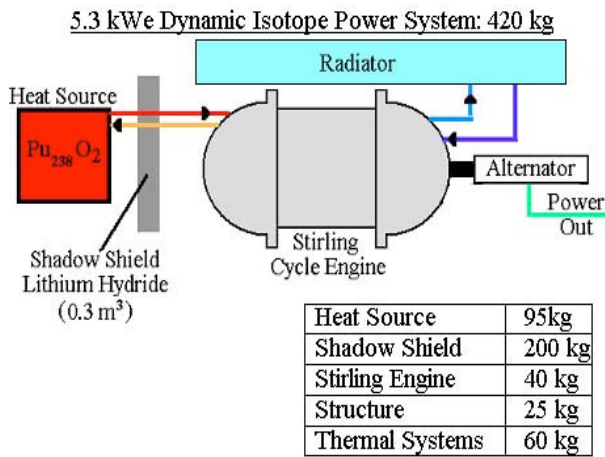 5.3 kWe Dynamic Isotope Power System: 420 kg
Radiator
Heat Source
Pu238O2
Alternator
Power
Out
Stirling
Cycle Engine
Shadow Shield
Lithium Hydride
(0.3 m³)
Heat Source 95kg
Shadow Shield 200 kg
Stirling Engine 40 kg
Structure 25 kg
Thermal Systems 60 kg